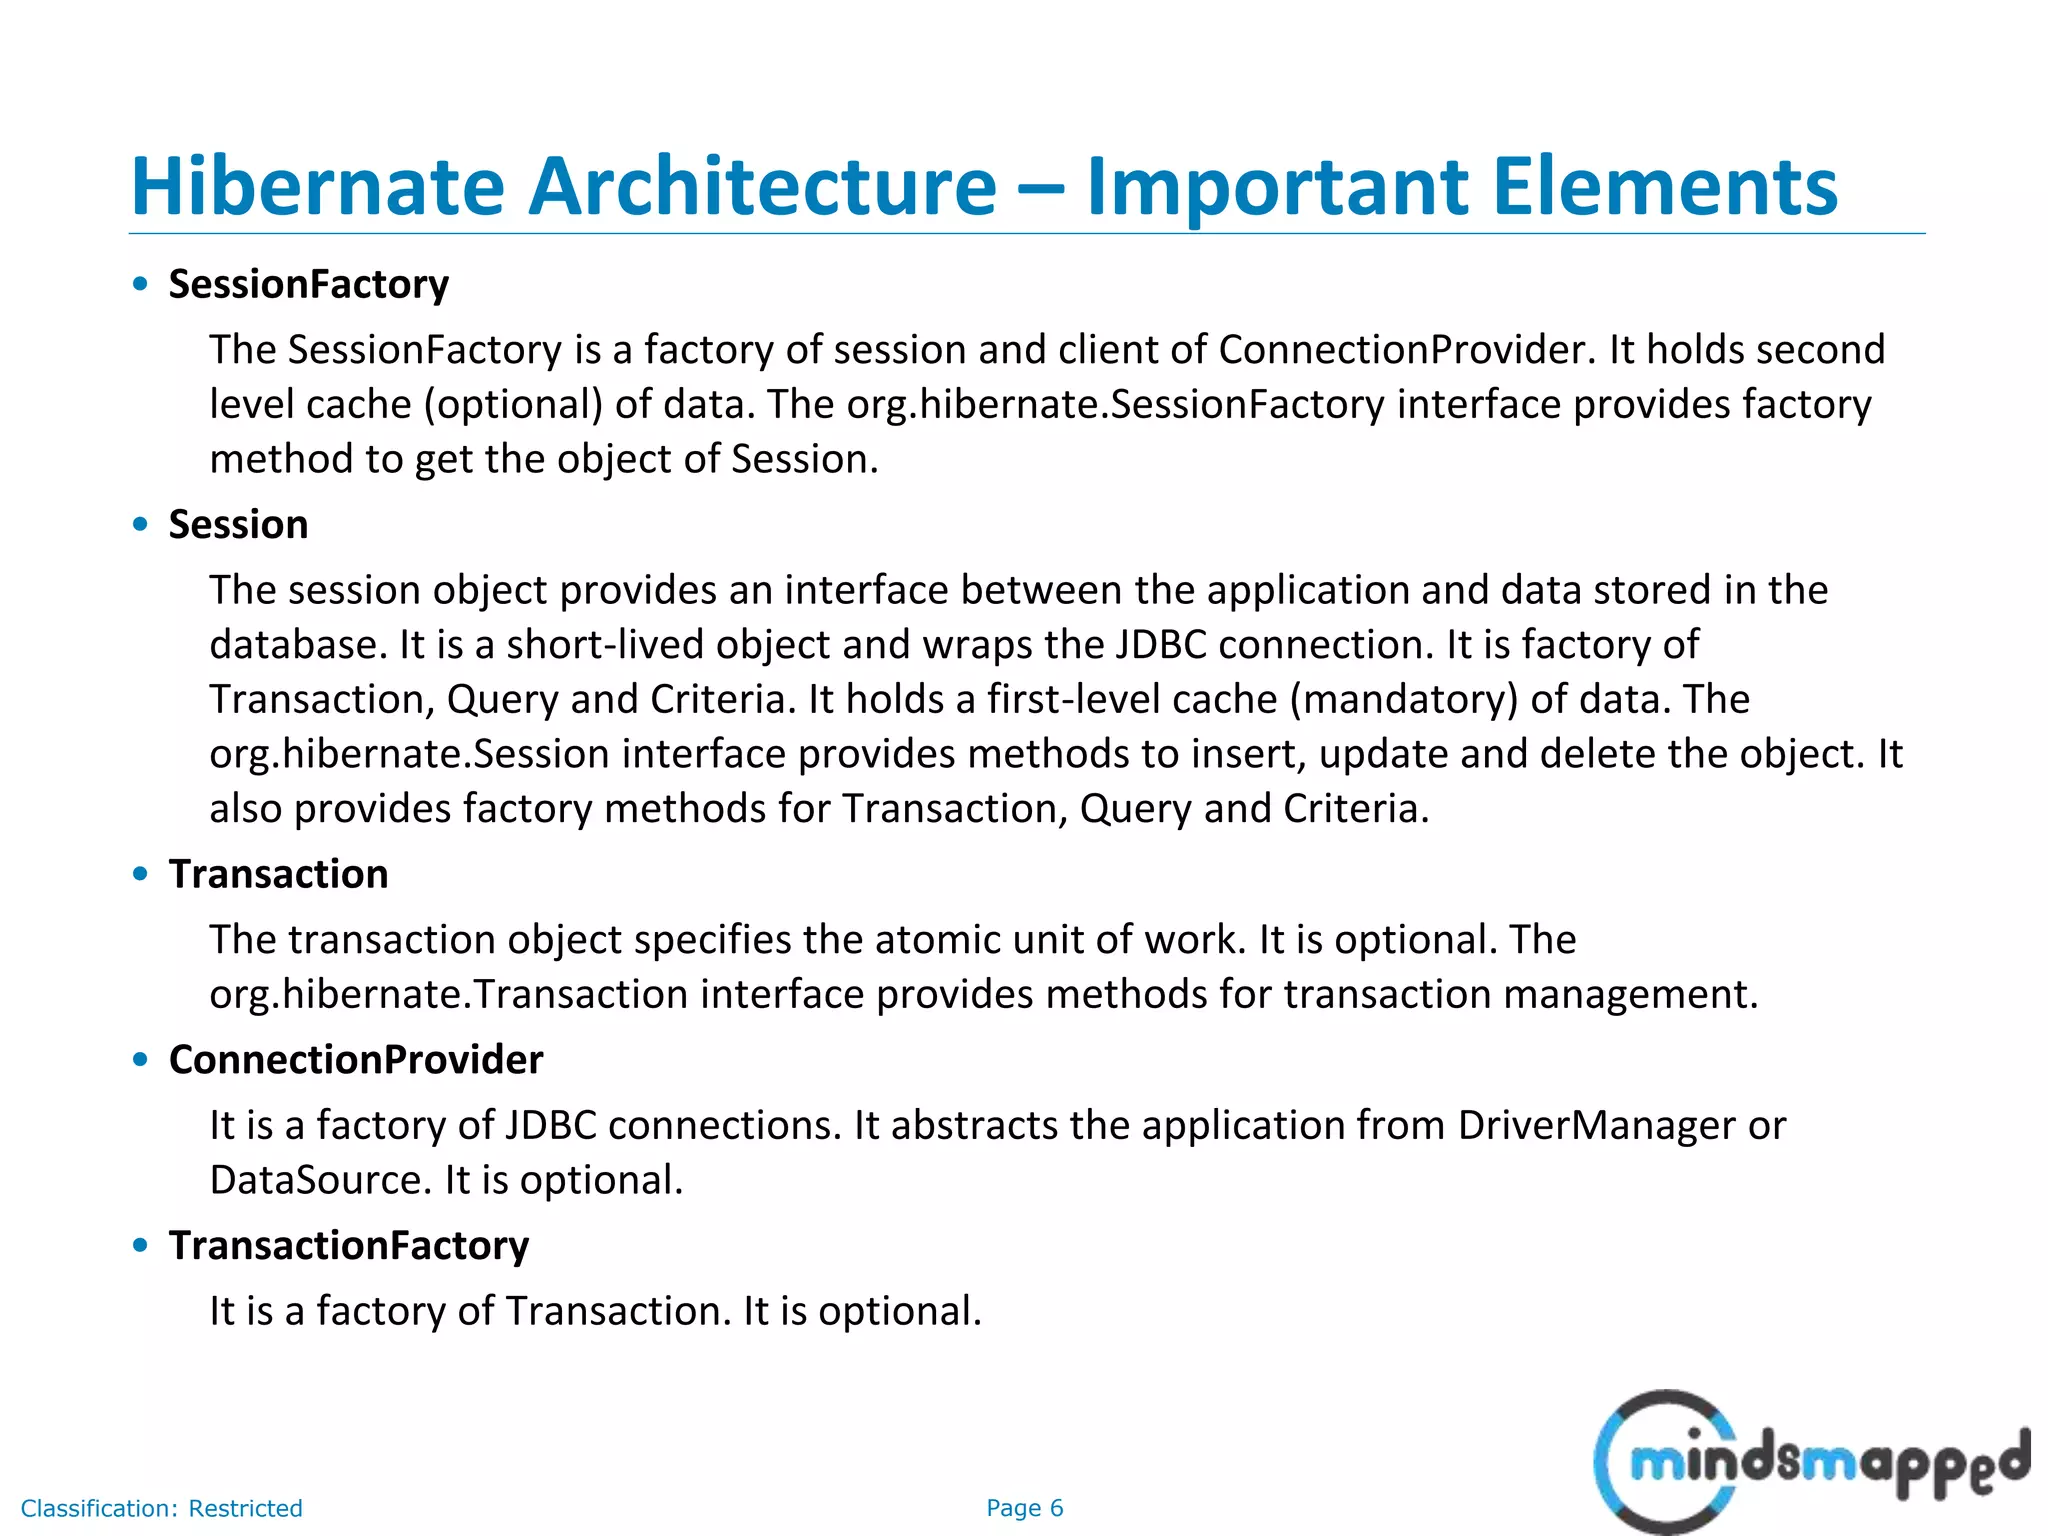 Hibernate Architecture – Important Elements
• SessionFactory
The SessionFactory is a factory of session and client of ConnectionProvider. It holds second
level cache (optional) of data. The org.hibernate.SessionFactory interface provides factory
method to get the object of Session.
• Session
The session object provides an interface between the application and data stored in the
database. It is a short-lived object and wraps the JDBC connection. It is factory of
Transaction, Query and Criteria. It holds a first-level cache (mandatory) of data. The
org.hibernate.Session interface provides methods to insert, update and delete the object. It
also provides factory methods for Transaction, Query and Criteria.
• Transaction
The transaction object specifies the atomic unit of work. It is optional. The
org.hibernate.Transaction interface provides methods for transaction management.
• ConnectionProvider
It is a factory of JDBC connections. It abstracts the application from DriverManager or
DataSource. It is optional.
• TransactionFactory
It is a factory of Transaction. It is optional.
mindsmapped
Classification: Restricted
Page 6